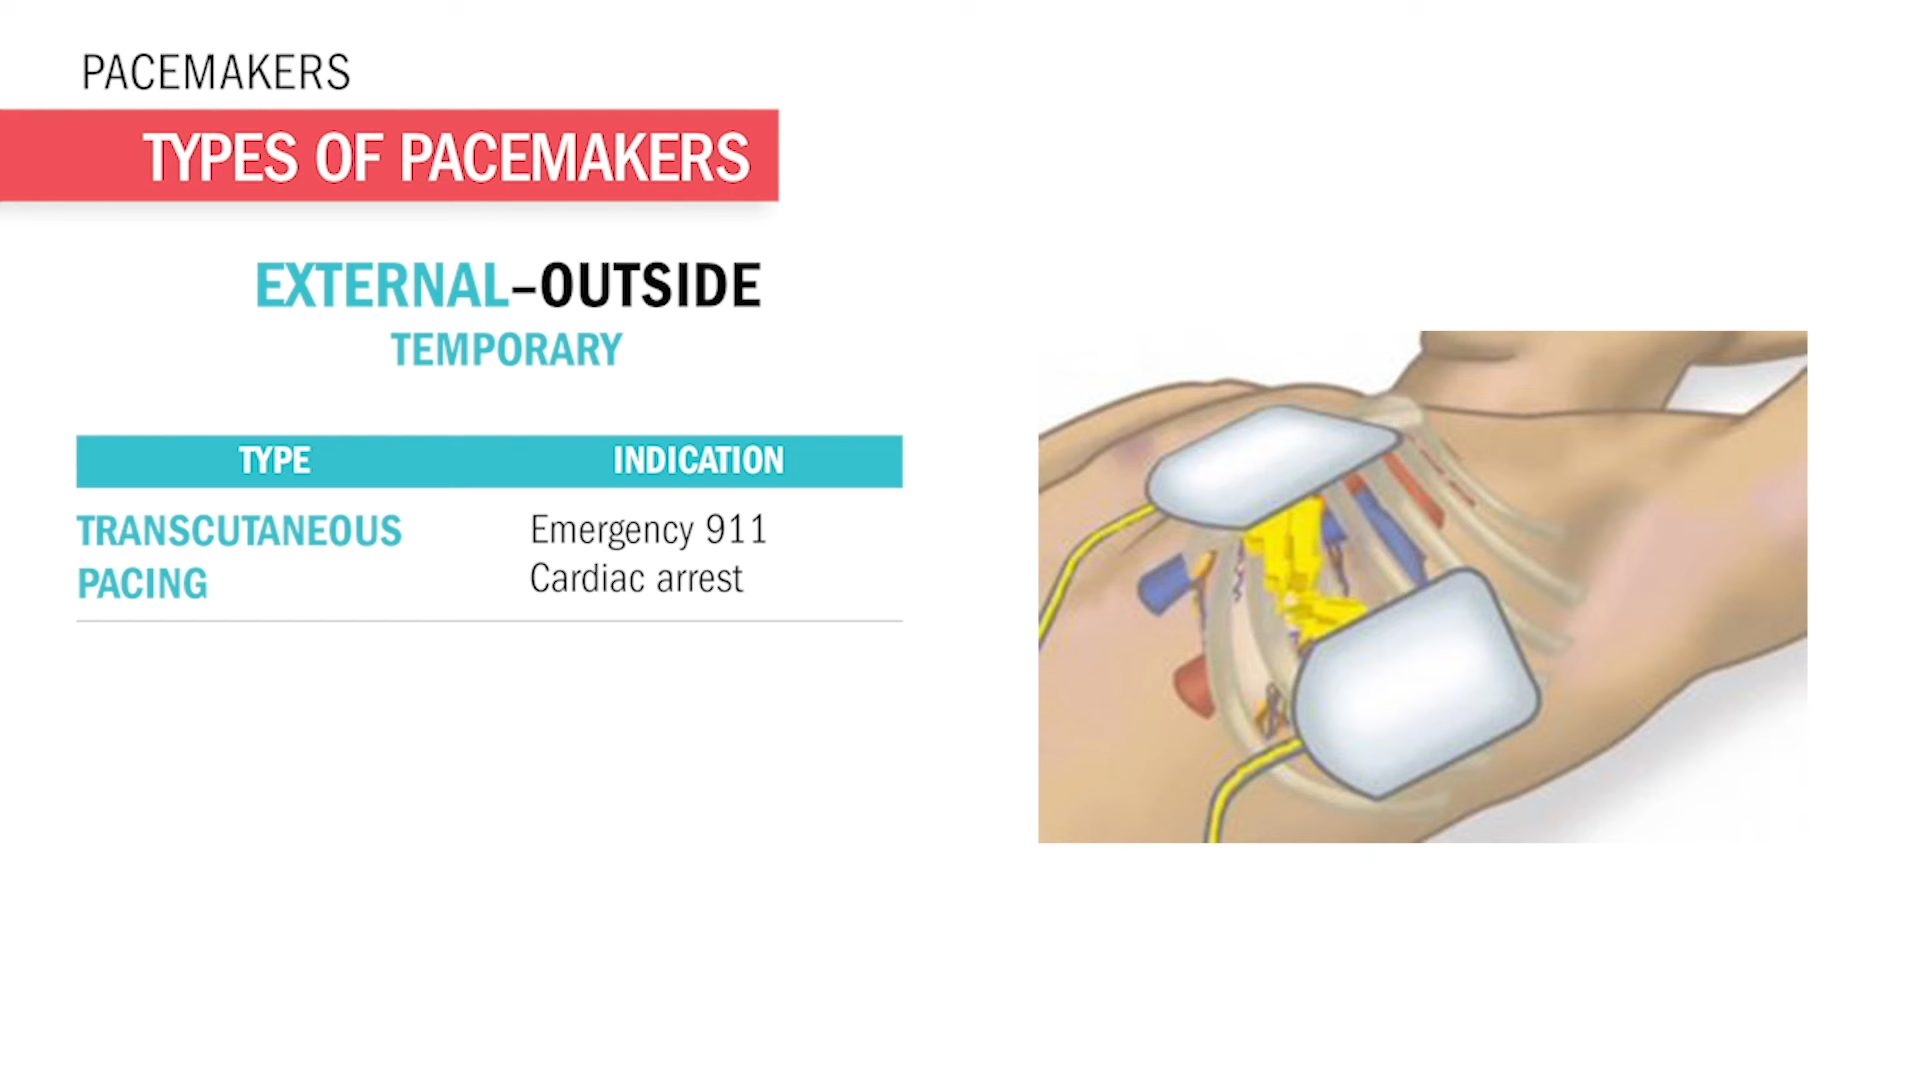 PACEMAKERS
TYPES OF PACEMAKERS
EXTERNAL–OUTSIDE
TEMPORARY
TYPE INDICATION
TRANSCUTANEOUS Emergency 911
PACING Cardiac arrest